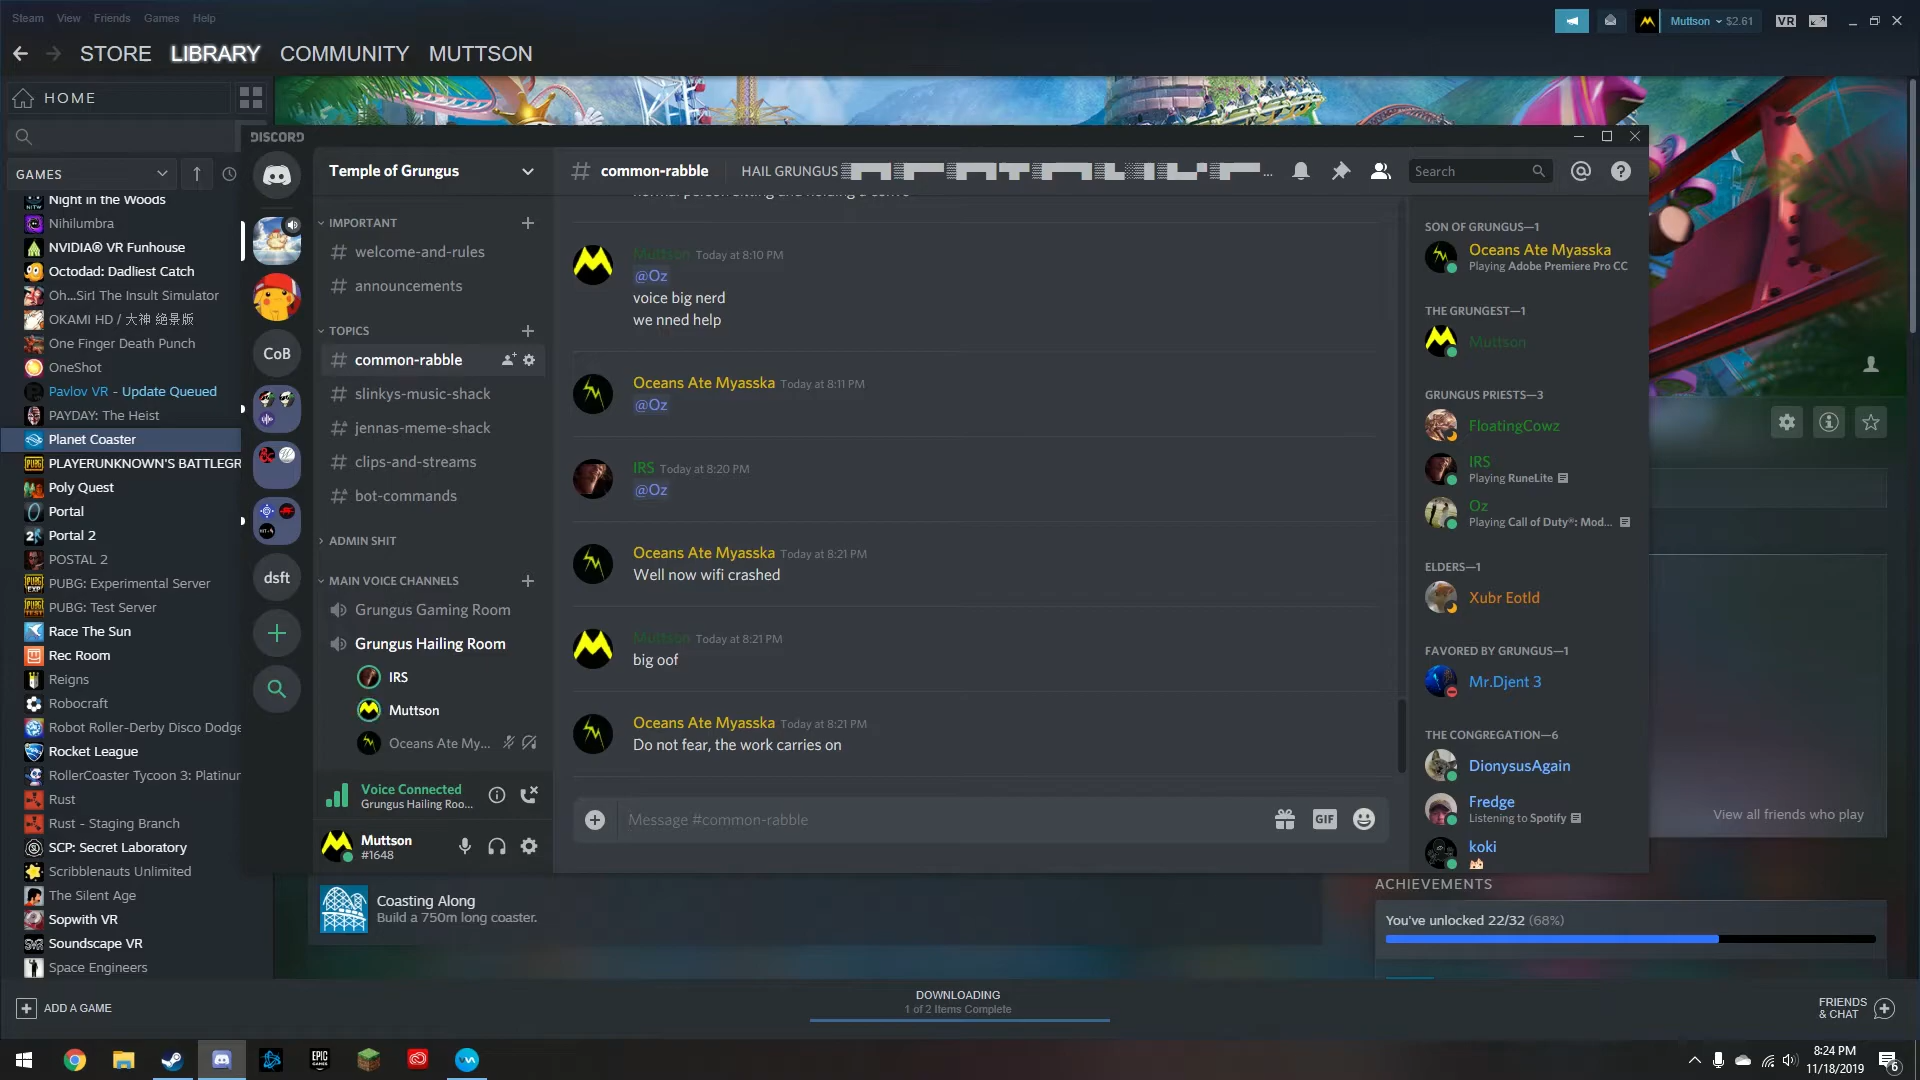 Steam View Friends Games Help
Muttson $2.61
VR
STORE LIBRARY COMMUNITY MUTTSON
HOME
GAMES
Night in the Woods
Nihilumbra
NVIDIA® VR Funhouse
Octodad: Dadliest Catch
Oh...Sir! The Insult Simulator
OKAMI HD / 大神 绝景版
One Finger Death Punch
OneShot
Pavlov VR - Update Queued
PAYDAY: The Heist
Planet Coaster
PLAYERUNKNOWN'S BATTLEGR
Poly Quest
Portal
Portal 2
POSTAL 2
PUBG: Experimental Server
PUBG: Test Server
Race The Sun
Rec Room
Reigns
Robocraft
Robot Roller-Derby Disco Dodge
Rocket League
RollerCoaster Tycoon 3: Platinum
Rust
Rust - Staging Branch
SCP: Secret Laboratory
Scribblenauts Unlimited
The Silent Age
Sopwith VR
Soundscape VR
Space Engineers
ADD A GAME
DISCORD
CoB
dsft
Temple of Grungus
IMPORTANT
welcome-and-rules
announcements
TOPICS
common-rabble
slinkys-music-shack
jennas-meme-shack
clips-and-streams
bot-commands
ADMIN SHIT
MAIN VOICE CHANNELS
Grungus Gaming Room
Grungus Hailing Room
IRS
Muttson
Oceans Ate My...
Voice Connected
Grungus Hailing Roo...
Muttson
#1648
common-rabble
HAIL GRUNGUS
...
Search
Muttson Today at 8:10 PM
@Oz
voice big nerd
we nned help
Oceans Ate Myasska Today at 8:11 PM
@Oz
IRS Today at 8:20 PM
@Oz
Oceans Ate Myasska Today at 8:21 PM
Well now wifi crashed
Muttson Today at 8:21 PM
big oof
Oceans Ate Myasska Today at 8:21 PM
Do not fear, the work carries on
Message #common-rabble
GIF
SON OF GRUNGUS—1
Oceans Ate Myasska
Playing Adobe Premiere Pro CC
THE GRUNGEST—1
Muttson
GRUNGUS PRIESTS—3
FloatingCowz
IRS
Playing RuneLite
Oz
Playing Call of Duty®: Mod...
ELDERS—1
Xubr Eotld
FAVORED BY GRUNGUS—1
Mr.Djent 3
THE CONGREGATION—6
DionysusAgain
Fredge
Listening to Spotify
koki
View all friends who play
Coasting Along
Build a 750m long coaster.
ACHIEVEMENTS
You've unlocked 22/32 (68%)
DOWNLOADING
1 of 2 Items Complete
FRIENDS
& CHAT
EPIC
GAMES
8:24 PM
11/18/2019
6